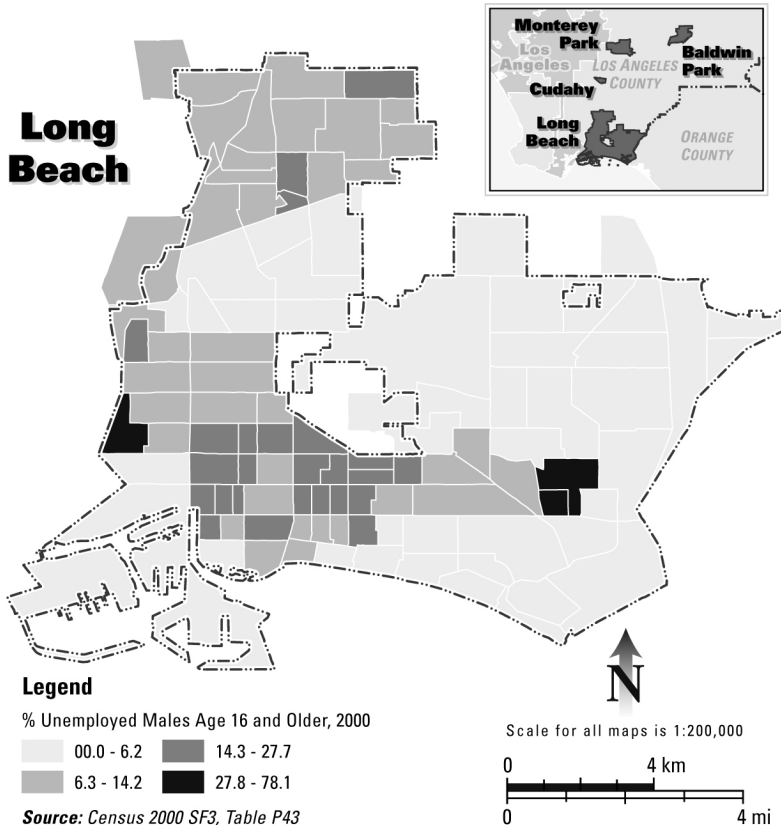 Long
Beach
Monterey
Park
Los
Angeles
LOS ANGELES
COUNTY
Baldwin
Park
Cudahy
Long
Beach
ORANGE
COUNTY
Legend
% Unemployed Males Age 16 and Older, 2000
00.0 - 6.2
14.3 - 27.7
6.3 - 14.2
27.8 - 78.1
Source: Census 2000 SF3, Table P43
N
Scale for all maps is 1:200,000
0 4 km
0 4 mi